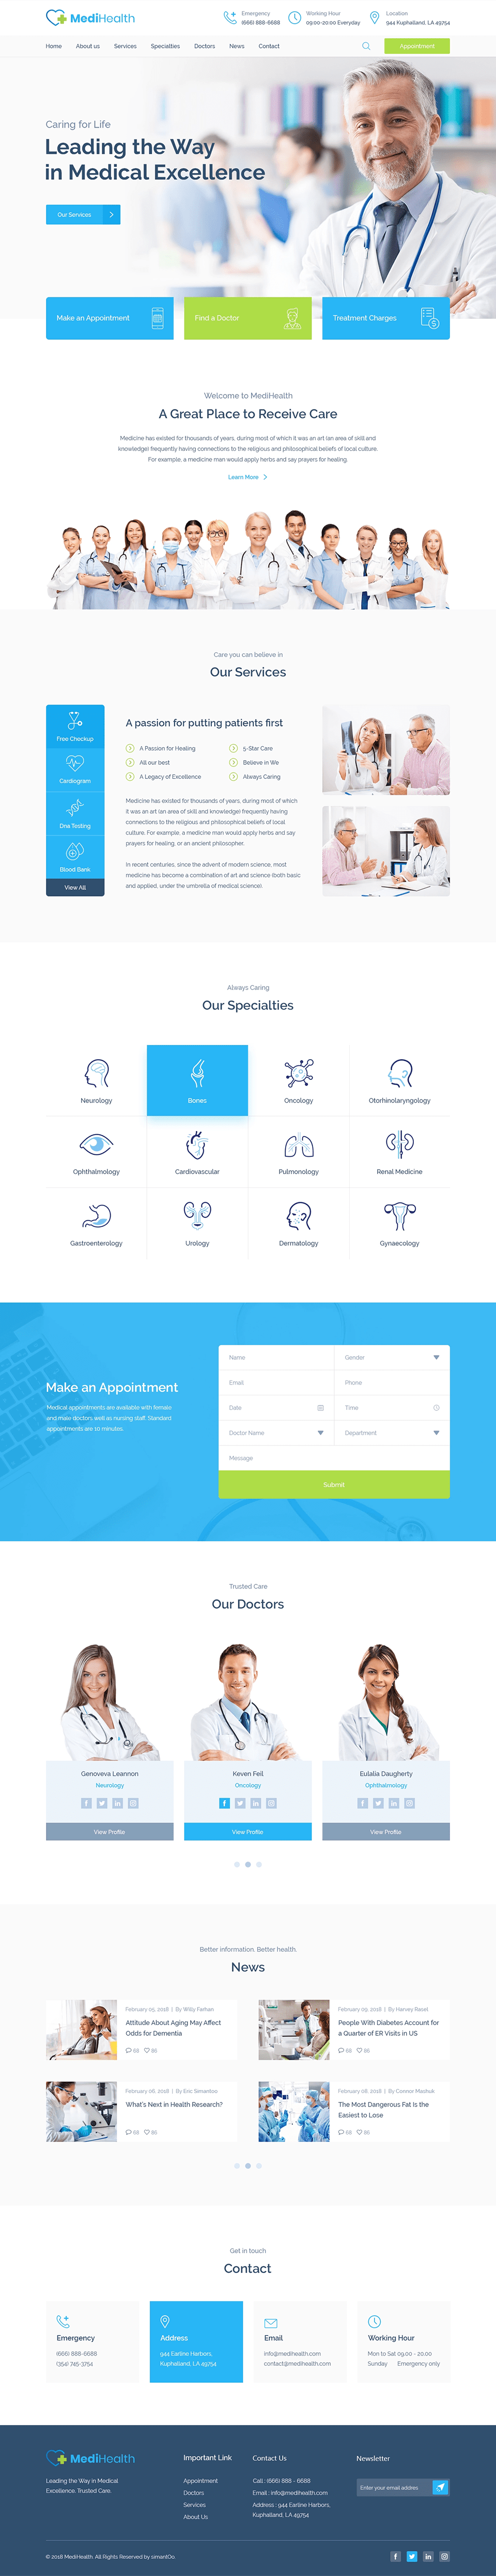 MediHealth
Emergency
(666) 888-6688
Working Hour
09:00-20:00 Everyday
Location
944 Kuphailand, LA 49754
Home
About us
Services
Specialties
Doctors
News
Contact
Appointment
Caring for Life
Leading the Way
in Medical Excellence
Our Services
Make an Appointment
Find a Doctor
Treatment Charges
Welcome to MediHealth
A Great Place to Receive Care
Medicine has existed for thousands of years, during most of which it was an art (an area of skill and
knowledge) frequently having connections to the religious and philosophical beliefs of local culture.
For example, a medicine man would apply herbs and say prayers for healing.
Learn More
Care you can believe in
Our Services
Free Checkup
Cardiogram
Dna Testing
Blood Bank
View All
A passion for putting patients first
A Passion for Healing
5-Star Care
All our best
Believe in We
A Legacy of Excellence
Always Caring
Medicine has existed for thousands of years, during most of which
it was an art (an area of skill and knowledge) frequently having
connections to the religious and philosophical beliefs of local
culture. For example, a medicine man would apply herbs and say
prayers for healing, or an ancient philosopher.
In recent centuries, since the advent of modern science, most
medicine has become a combination of art and science (both basic
and applied, under the umbrella of medical science).
Always Caring
Our Specialties
Neurology
Bones
Oncology
Otorhinolaryngology
Ophthalmology
Cardiovascular
Pulmonology
Renal Medicine
Gastroenterology
Urology
Dermatology
Gynaecology
Make an Appointment
Medical appointments are available with female
and male doctors well as nursing staff. Standard
appointments are 10 minutes.
Name
Gender
Email
Phone
Date
Time
Doctor Name
Department
Message
Submit
Trusted Care
Our Doctors
Genoveva Leannon
Neurology
View Profile
Keven Feil
Oncology
View Profile
Eulalia Daugherty
Ophthalmology
View Profile
Better information. Better health.
News
February 05, 2018 | By Willy Farhan
Attitude About Aging May Affect
Odds for Dementia
68 86
February 09, 2018 | By Harvey Rasel
People With Diabetes Account for
a Quarter of ER Visits in US
68 86
February 06, 2018 | By Eric Simantoo
What's Next in Health Research?
68 86
February 08, 2018 | By Connor
The Most Dangerous Fat Is the
Easiest to Lose
68 86
Get in touch
Contact
Emergency
(666) 888-6688
(354) 745-3754
Address
944 Earline Harbors,
Kuphailand, LA 49754
Email
info@medihealth.com
contact@medihealth.com
Working Hour
Mon to Sat 09.00 - 20.00
Sunday Emergency only
MediHealth
Leading the Way in Medical
Excellence, Trusted Care.
Important Link
Appointment
Doctors
Services
About Us
Contact Us
Call : (666) 888 - 6688
Email : info@medihealth.com
Address : 944 Earline Harbors,
Kuphailand, LA 49754
Newsletter
Enter your email addres
© 2018 MediHealth. All Rights Reserved by simantOo.